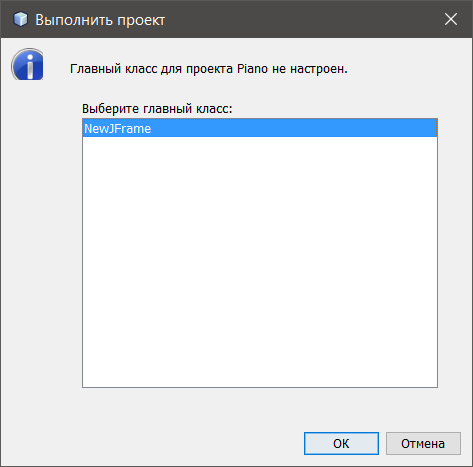 Выполнить проект
Главный класс для проекта Piano не настроен.
Выберите главный класс:
NewJFrame
OK
Отмена